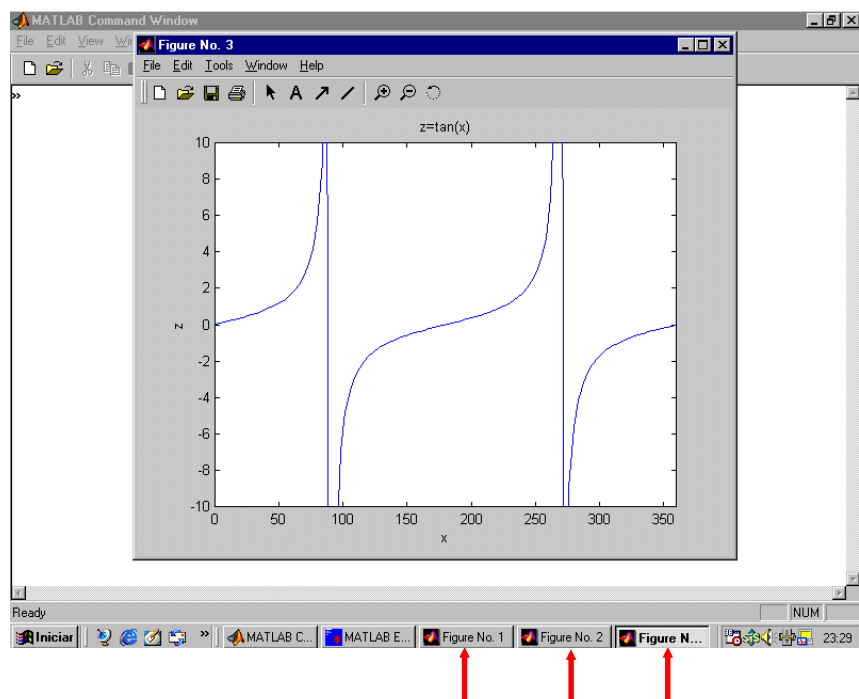 MATLAB Command Window
File Edit View
Figure No. 3
File Edit Tools Window Help
A
»
z=tan(x)
10
8
6
4
2
0
-2
-4
-6
-8
-10
z
0 50 100 150 200 250 300 350
x
Ready NUM
Iniciar » MATLAB C... MATLAB E... Figure No. 1 Figure No. 2 Figure N... 23:29